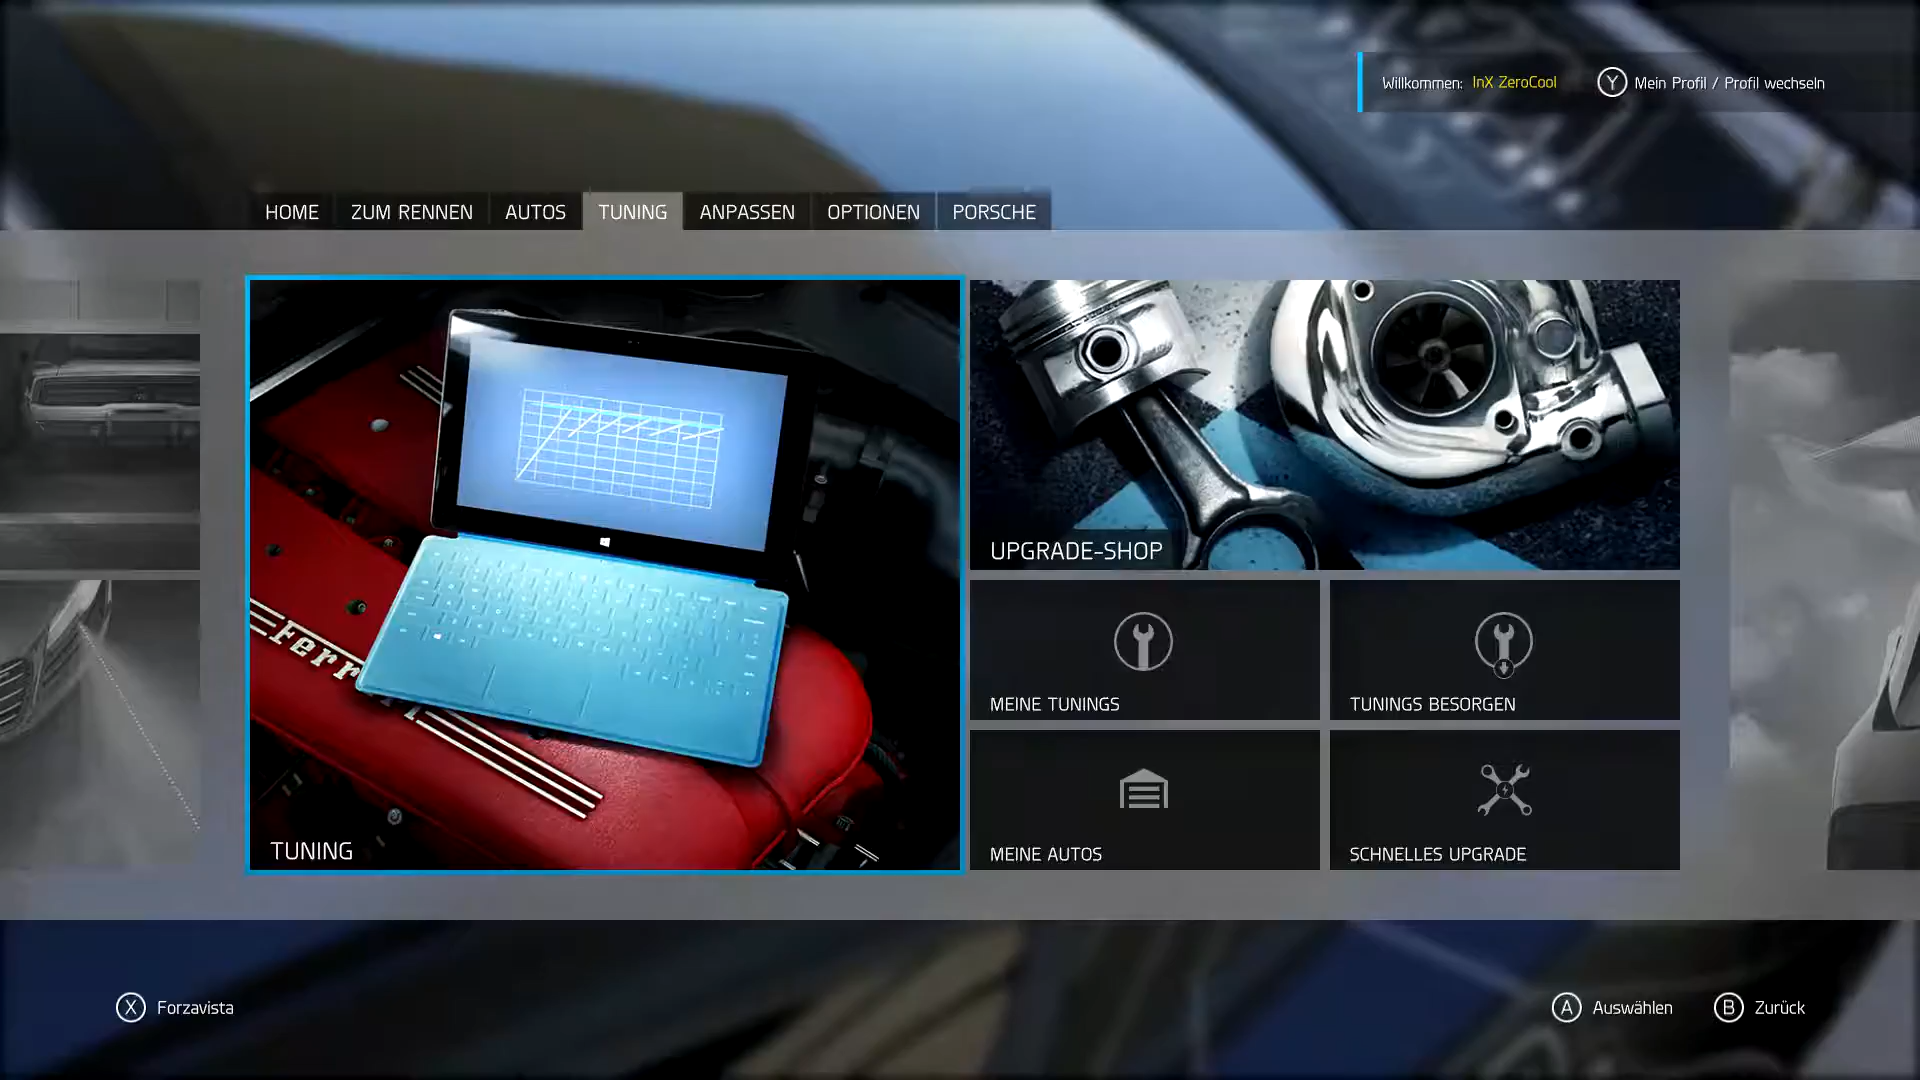 Willkommen: InX ZeroCool
Y Mein Profil / Profil wechseln
HOME ZUM RENNEN AUTOS TUNING ANPASSEN OPTIONEN PORSCHE
TUNING
UPGRADE-SHOP
MEINE TUNINGS
TUNINGS BESORGEN
MEINE AUTOS
SCHNELLES UPGRADE
X Forzavista
A Auswählen
B Zurück